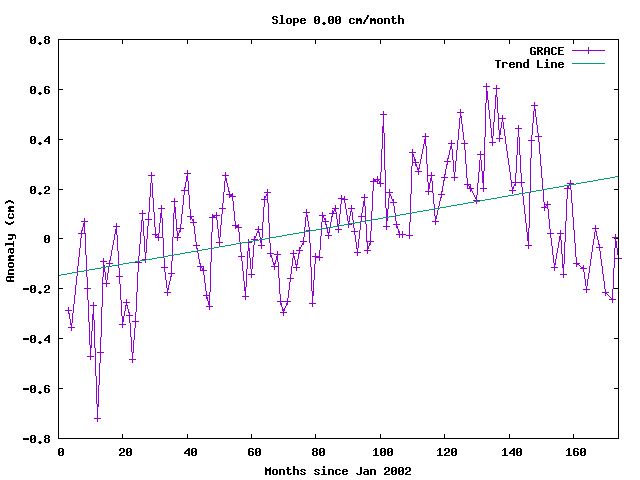 Slope 0.00 cm/month
GRACE
Trend Line
0.8
0.6
0.4
0.2
0
-0.2
-0.4
-0.6
-0.8
Anomaly (cm)
0 20 40 60 80 100 120 140 160
Months since Jan 2002